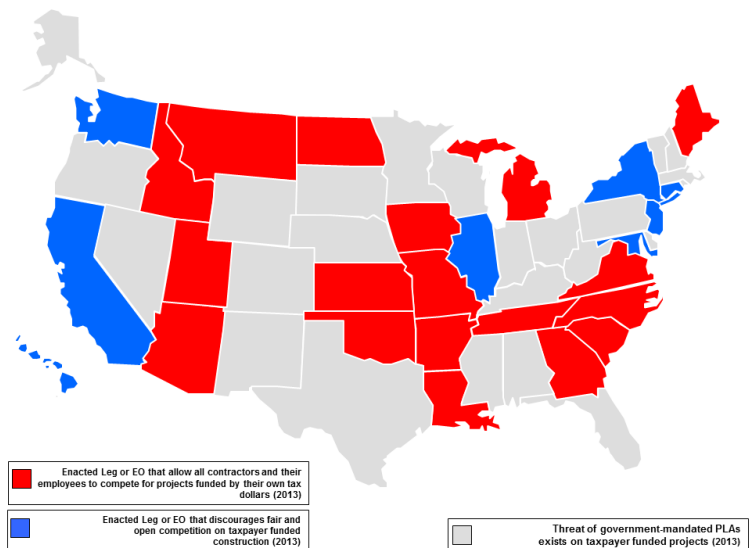 Enacted Leg or EO that allow all contractors and their
employees to compete for projects funded by their own tax
dollars (2013)
Enacted Leg or EO that discourages fair and
open competition on taxpayer funded
construction (2013)
Threat of government-mandated PLAs
exists on taxpayer funded projects (2013)